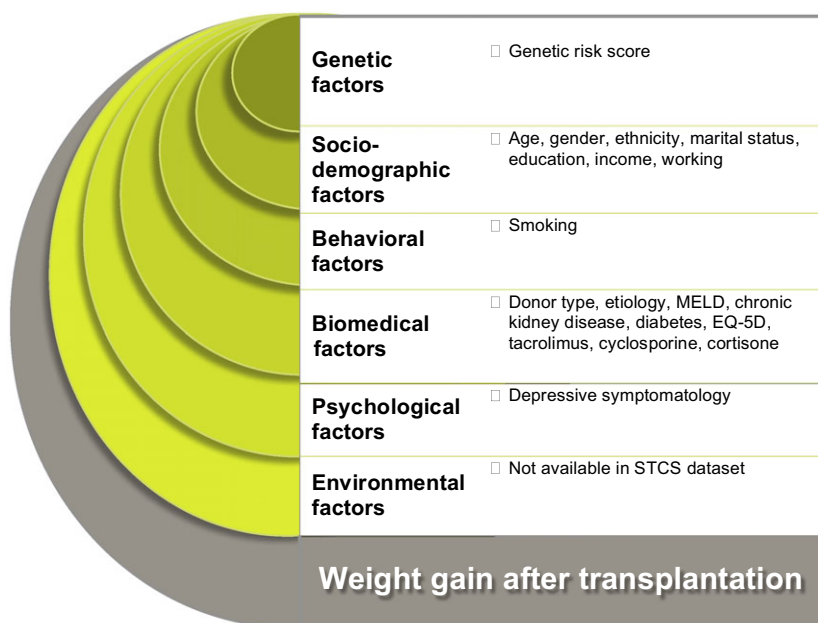 Genetic
factors
Genetic risk score
Socio-
demographic
factors
Age, gender, ethnicity, marital status,
education, income, working
Behavioral
factors
Smoking
Biomedical
factors
Donor type, etiology, MELD, chronic
kidney disease, diabetes, EQ-5D,
tacrolimus, cyclosporine, cortisone
Psychological
factors
Depressive symptomatology
Environmental
factors
Not available in STCS dataset
Weight gain after transplantation